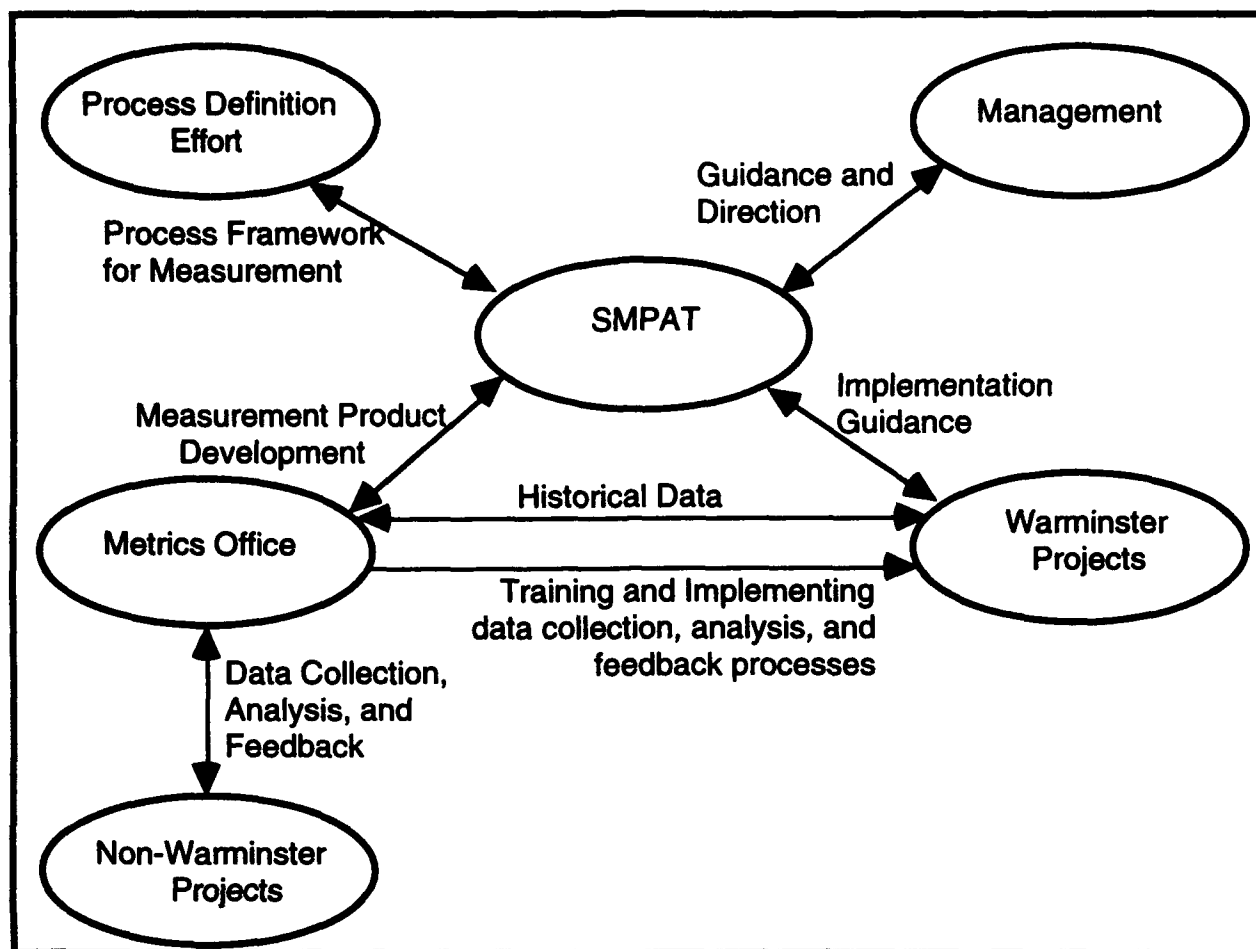 Process Definition
Effort
Management
Guidance and
Direction
Process Framework
for Measurement
SMPAT
Implementation
Guidance
Measurement Product
Development
Historical Data
Metrics Office
Warminster
Projects
Training and Implementing
data collection, analysis, and
feedback processes
Data Collection,
Analysis, and
Feedback
Non-Warminster
Projects